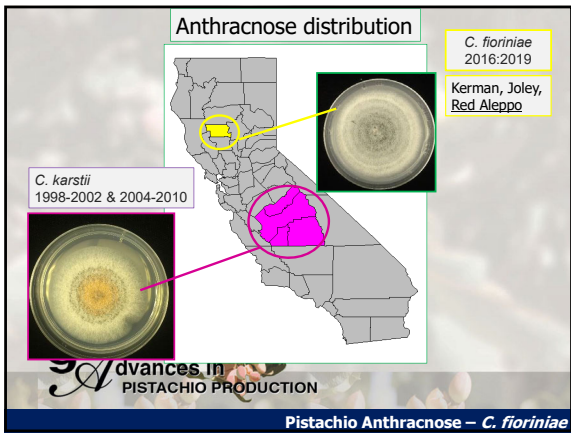 Anthracnose distribution
C. fioriniae
2016:2019
Kerman, Joley,
Red Aleppo
C. karstii
1998-2002 & 2004-2010
Advances in
PISTACHIO PRODUCTION
Pistachio Anthracnose – C. fioriniae